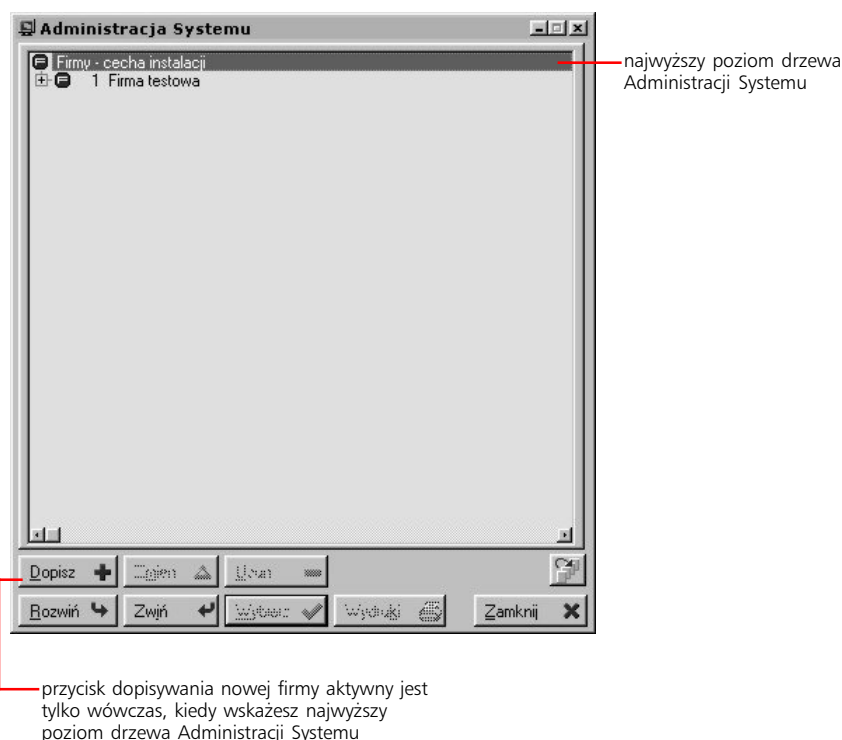 Administracja Systemu
Firmy - cecha instalacji
1 Firma testowa
najwyższy poziom drzewa
Administracji Systemu
Dopisz
Zmień
Usuń
Rozwiń
Zwiń
Wybierz
Wydruki
Zamknij
przycisk dopisywania nowej firmy aktywny jest
tylko wówczas, kiedy wskażesz najwyższy
poziom drzewa Administracji Systemu